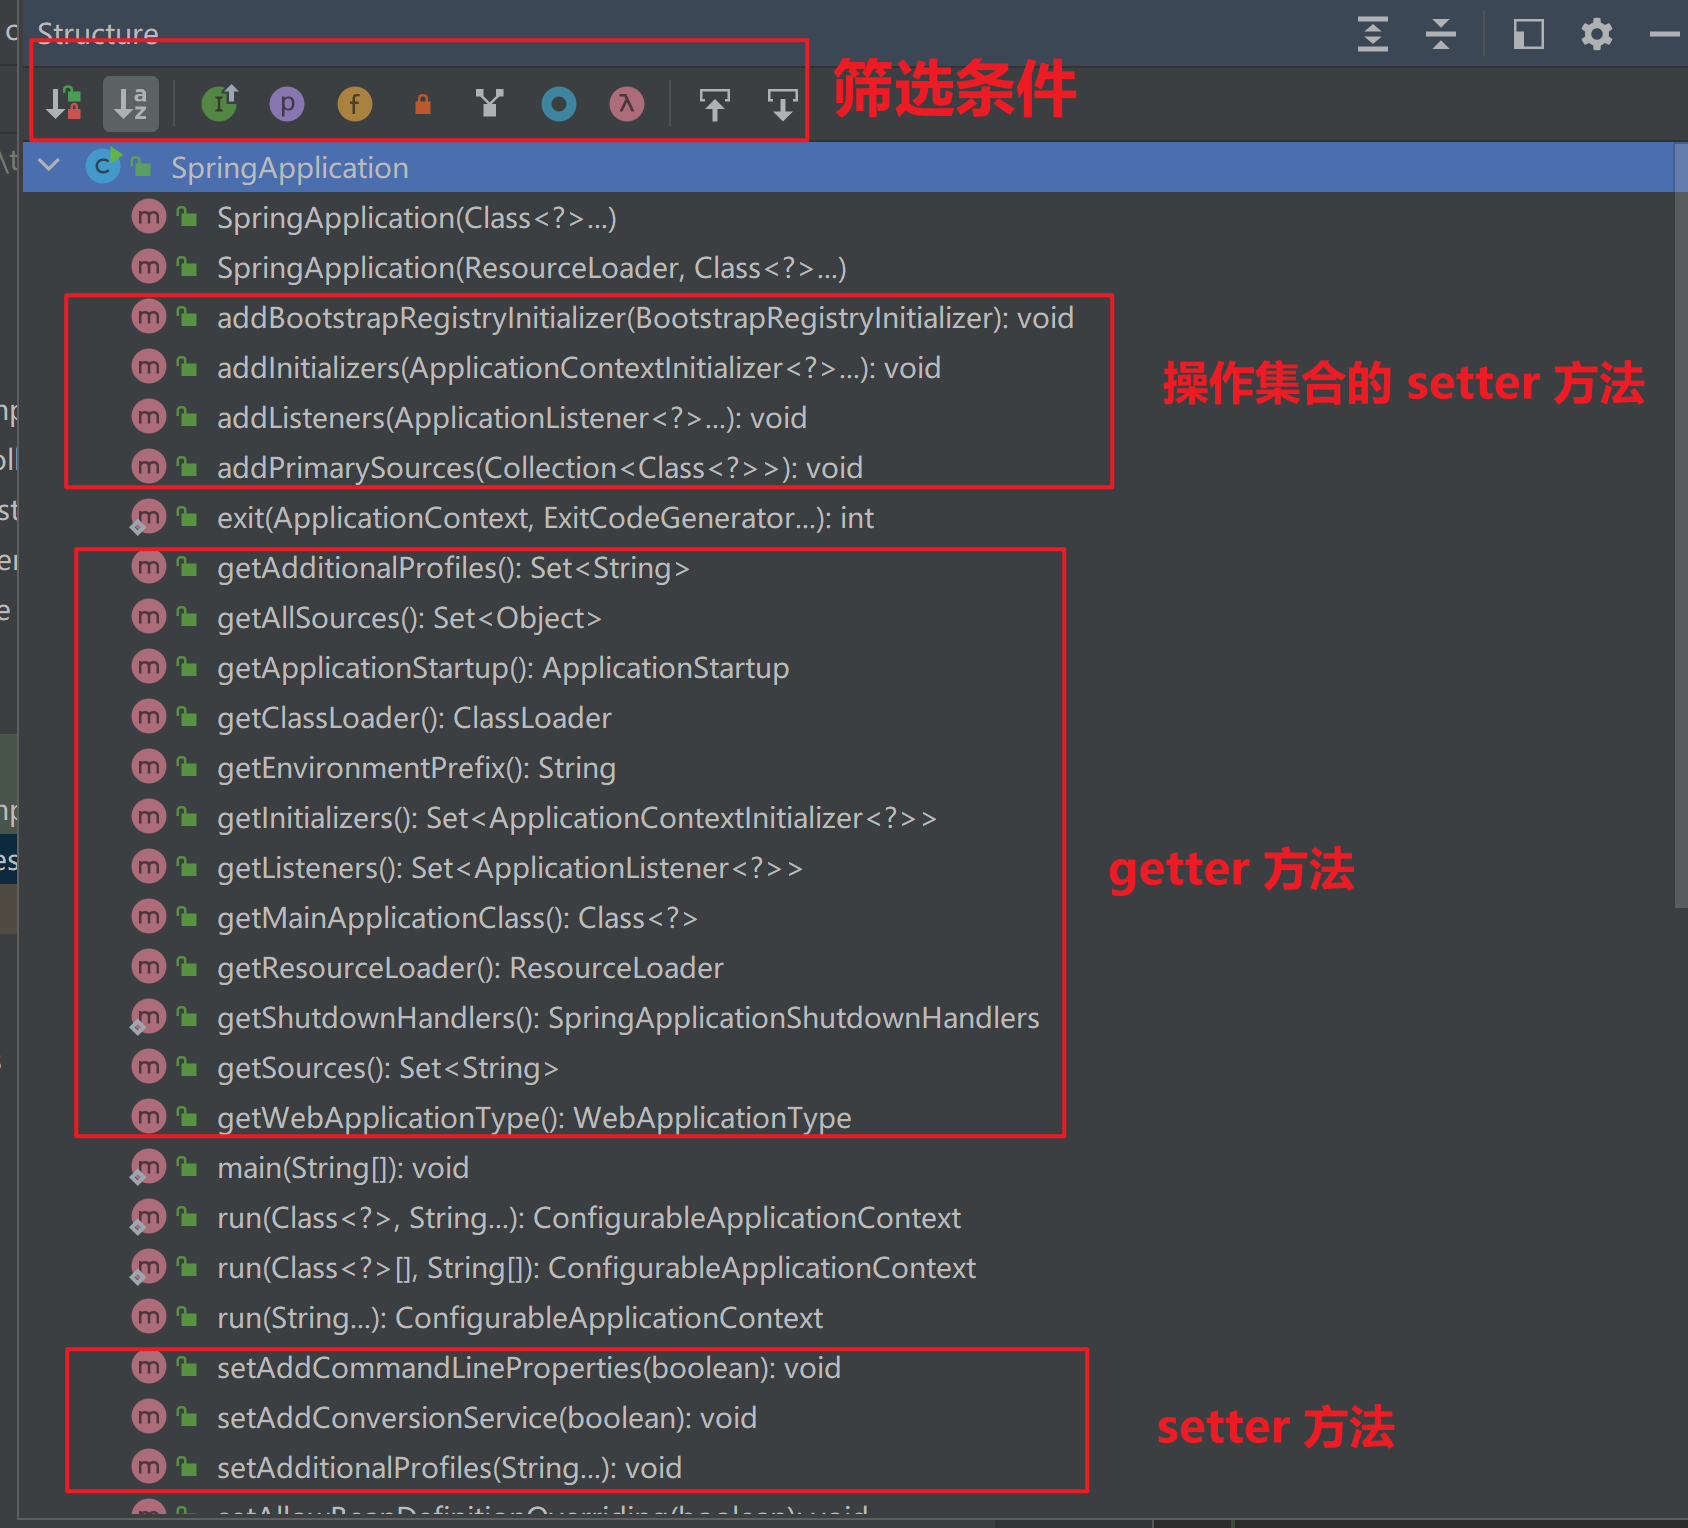 Structure
筛选条件
SpringApplication
SpringApplication(Class<?>...)
SpringApplication(ResourceLoader, Class<?>...)
addBootstrapRegistryInitializer(BootstrapRegistryInitializer): void
addInitializers(ApplicationContextInitializer<?>...): void
操作集合的 setter 方法
addListeners(ApplicationListener<?>...): void
addPrimarySources(Collection<Class<?>>): void
exit(ApplicationContext, ExitCodeGenerator...): int
getAdditionalProfiles(): Set<String>
getAllSources(): Set<Object>
getApplicationStartup(): ApplicationStartup
getClassLoader(): ClassLoader
getEnvironmentPrefix(): String
getInitializers(): Set<ApplicationContextInitializer<?>>
getListeners(): Set<ApplicationListener<?>>
getter 方法
getMainApplicationClass(): Class<?>
getResourceLoader(): ResourceLoader
getShutdownHandlers(): SpringApplicationShutdownHandlers
getSources(): Set<String>
getWebApplicationType(): WebApplicationType
main(String[]): void
run(Class<?>, String...): ConfigurableApplicationContext
run(Class<?>[], String[]): ConfigurableApplicationContext
run(String...): ConfigurableApplicationContext
setAddCommandLineProperties(boolean): void
setAddConversionService(boolean): void
setter 方法
setAdditionalProfiles(String...): void
setAllowBeanDefinitionOverriding(boolean): void